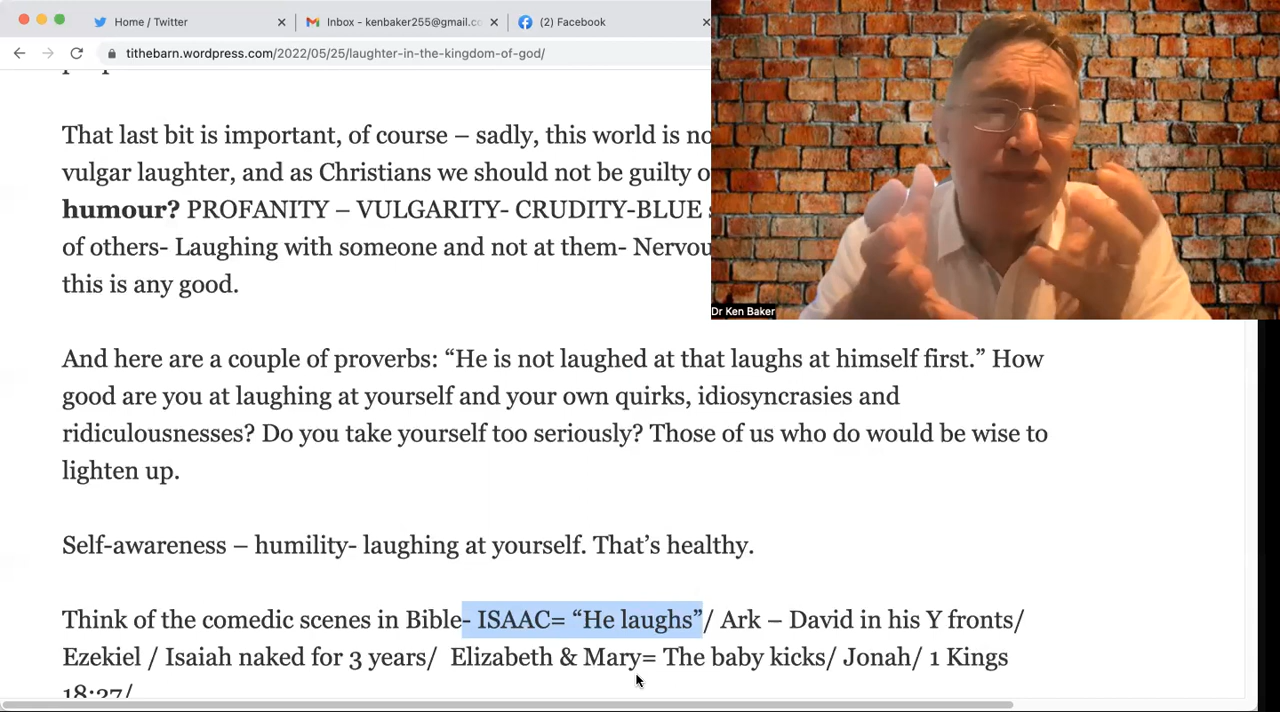 Home / Twitter
Inbox - kenbaker255@gmail.cc
(2) Facebook
tithebarn.wordpress.com/2022/05/25/laughter-in-the-kingdom-of-god/
That last bit is important, of course – sadly, this world is no
vulgar laughter, and as Christians we should not be guilty o
humour? PROFANITY – VULGARITY- CRUDITY-BLUE
of others- Laughing with someone and not at them- Nervou
this is any good.
Dr Ken Baker
And here are a couple of proverbs: “He is not laughed at that laughs at himself first.” How
good are you at laughing at yourself and your own quirks, idiosyncrasies and
ridiculousnesses? Do you take yourself too seriously? Those of us who do would be wise to
lighten up.
Self-awareness – humility- laughing at yourself. That’s healthy.
Think of the comedic scenes in Bible- ISAAC= “He laughs”/ Ark – David in his Y fronts/
Ezekiel / Isaiah naked for 3 years/ Elizabeth & Mary= The baby kicks/ Jonah/ 1 Kings
18:27/